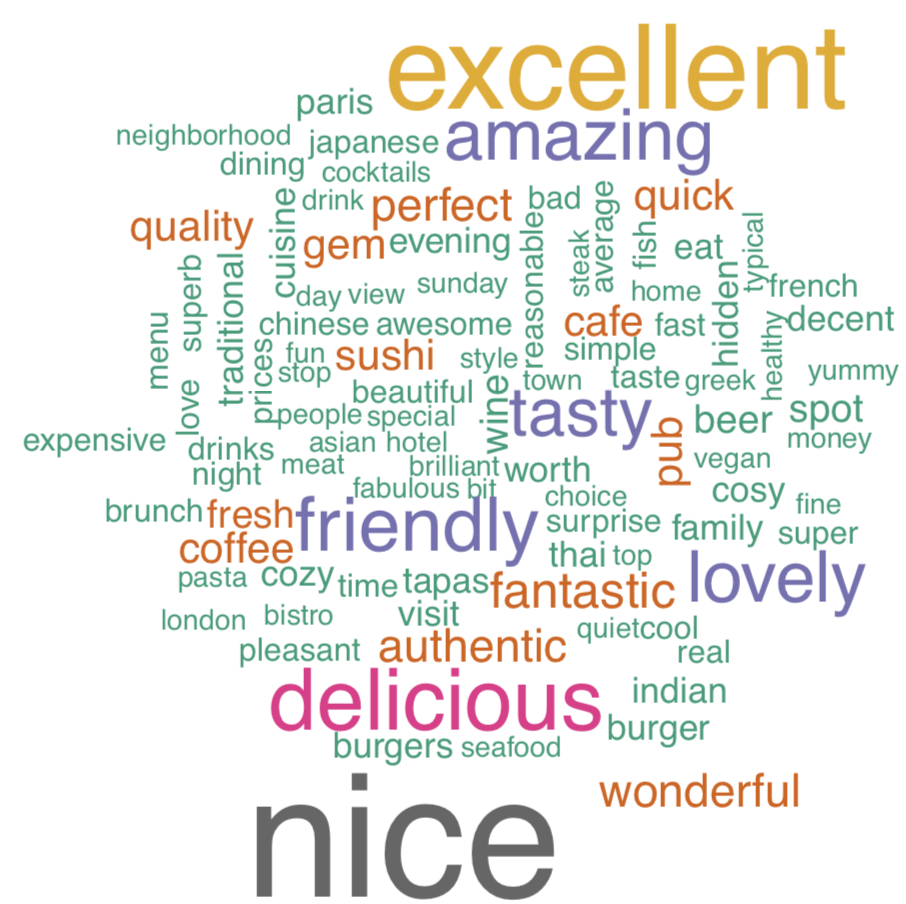 excellent
paris
neighborhood
japanese
amazing
dining
cocktails
drink
perfect
bad
average
quick
quality
cuisine
gem
evening
reasonable
steak
fish
eat
typical
superb
traditional
day
view
sunday
home
hidden
french
menu
chinese
awesome
cafe
fast
healthy
decent
prices
fun
sushi
style
simple
stop
town
taste
greek
yummy
love
beautiful
wine
tasty
people
special
pub
beer
spot
expensive
drinks
asian
hotel
money
night
meat
brilliant
worth
vegan
fabulous
bit
choice
cosy
fine
brunch
fresh
friendly
surprise
family
super
coffee
thai
top
pasta
cozy
time
tapas
fantastic
lovely
london
bistro
visit
quiet
cool
pleasant
authentic
real
delicious
indian
burger
burgers
seafood
wonderful
nice